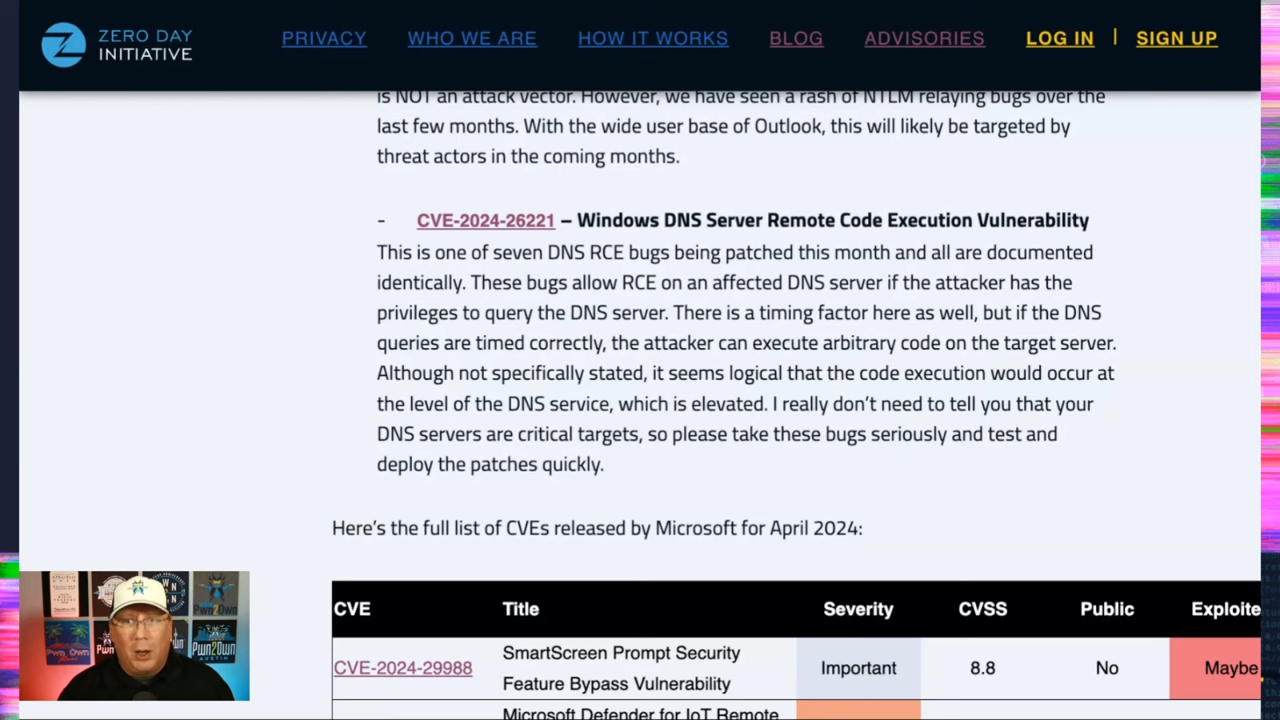 ZERO DAY
INITIATIVE
PRIVACY
WHO WE ARE
HOW IT WORKS
BLOG
ADVISORIES
LOG IN
|
SIGN UP
is NOT an attack vector. However, we have seen a rash of NTLM relaying bugs over the
last few months. With the wide user base of Outlook, this will likely be targeted by
threat actors in the coming months.
- CVE-2024-26221 – Windows DNS Server Remote Code Execution Vulnerability
This is one of seven DNS RCE bugs being patched this month and all are documented
identically. These bugs allow RCE on an affected DNS server if the attacker has the
privileges to query the DNS server. There is a timing factor here as well, but if the DNS
queries are timed correctly, the attacker can execute arbitrary code on the target server.
Although not specifically stated, it seems logical that the code execution would occur at
the level of the DNS service, which is elevated. I really don’t need to tell you that your
DNS servers are critical targets, so please take these bugs seriously and test and
deploy the patches quickly.
Here’s the full list of CVEs released by Microsoft for April 2024:
CVE Title Severity CVSS Public Exploite
CVE-2024-29988
SmartScreen Prompt Security
Feature Bypass Vulnerability
Important
8.8
No
Maybe
Microsoft Defender for IoT Remote
Pwn2Own
Pwn2Own
AUSTIN